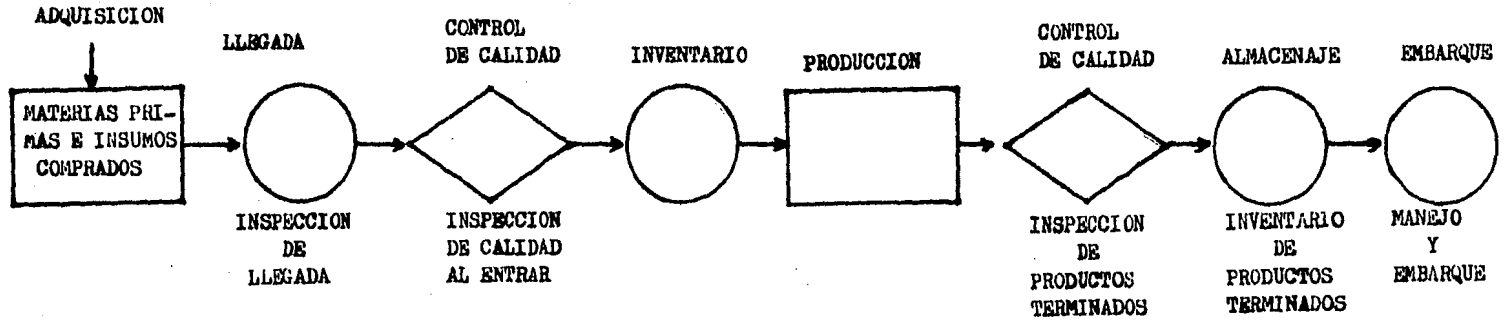 ADQUISICION
MATERIAS PRI-
MAS E INSUMOS
COMPRADOS
LLEGADA
INSPECCION
DE
LLEGADA
CONTROL
DE CALIDAD
INSPECCION
DE CALIDAD
AL ENTRAR
INVENTARIO
PRODUCCION
CONTROL
DE CALIDAD
INSPECCION
DE
PRODUCTOS
TERMINADOS
ALMACENAJE
INVENTARIO
DE
PRODUCTOS
TERMINADOS
EMBARQUE
MANEJO
Y
EMBARQUE